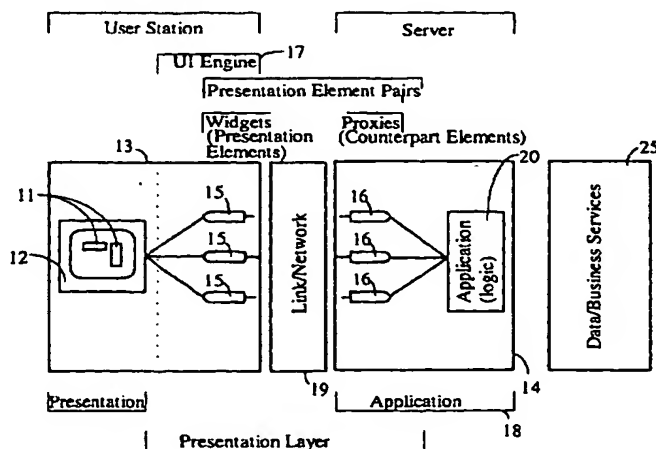 User Station
Server
17
UI Engine
Presentation Element Pairs
Widgets
(Presentation
Elements)
Proxies
(Counterpart Elements)
13
20
25
11
15
16
12
15
16
15
16
Link/Network
Application
(logic)
Data/Business Services
19
14
Presentation
Application
18
Presentation Layer